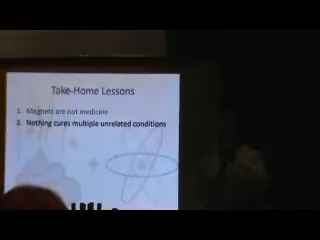 Take-Home Lessons
1. Magnets are not medicine
2. Nothing cures multiple unrelated conditions